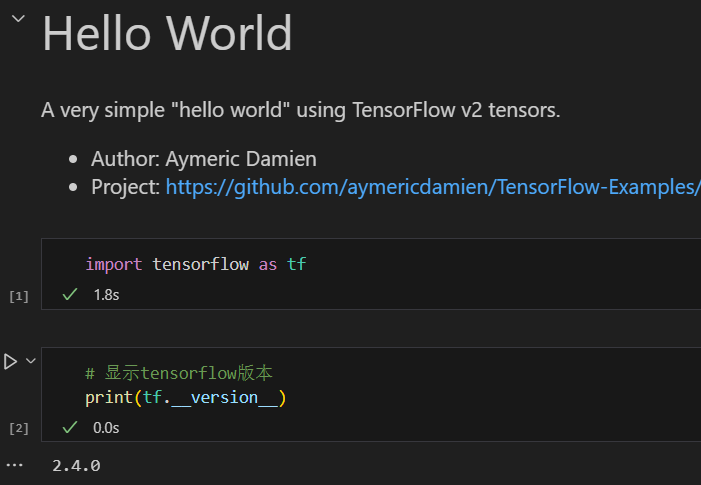 Hello World
A very simple "hello world" using TensorFlow v2 tensors.
• Author: Aymeric Damien
• Project: https://github.com/aymericdamien/TensorFlow-Examples/
import tensorflow as tf
[1] 1.8s
# 显示tensorflow版本
print(tf.__version__)
[2] 0.0s
... 2.4.0